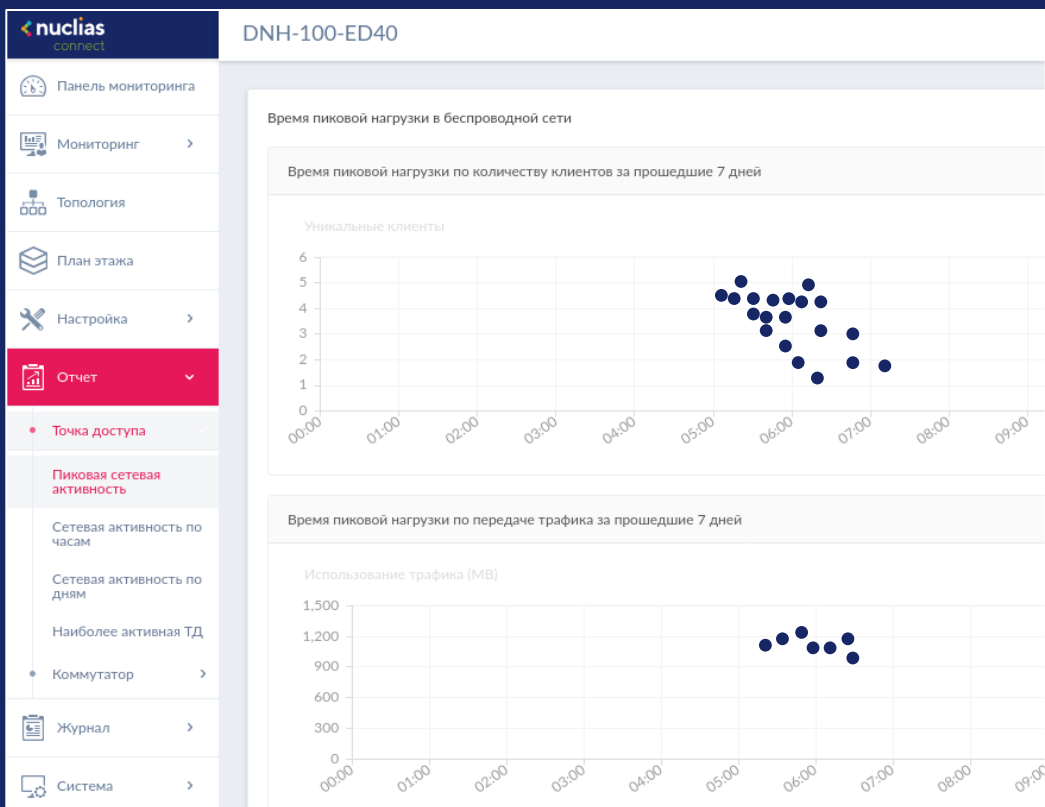 nuclias
connect
DNH-100-ED40
Панель мониторинга
Мониторинг
Топология
План этажа
Настройка
Отчет
Точка доступа
Пиковая сетевая
активность
Сетевая активность по
часам
Сетевая активность по
дням
Наиболее активная ТД
Коммутатор
Журнал
Система
Время пиковой нагрузки в беспроводной сети
Время пиковой нагрузки по количеству клиентов за прошедшие 7 дней
Уникальные клиенты
6
5
4
3
2
1
0
00:00 01:00 02:00 03:00 04:00 05:00 06:00 07:00 08:00 09:00
Время пиковой нагрузки по передаче трафика за прошедшие 7 дней
Использование трафика (MB)
1,500
1,200
900
600
300
0
00:00 01:00 02:00 03:00 04:00 05:00 06:00 07:00 08:00 09:00